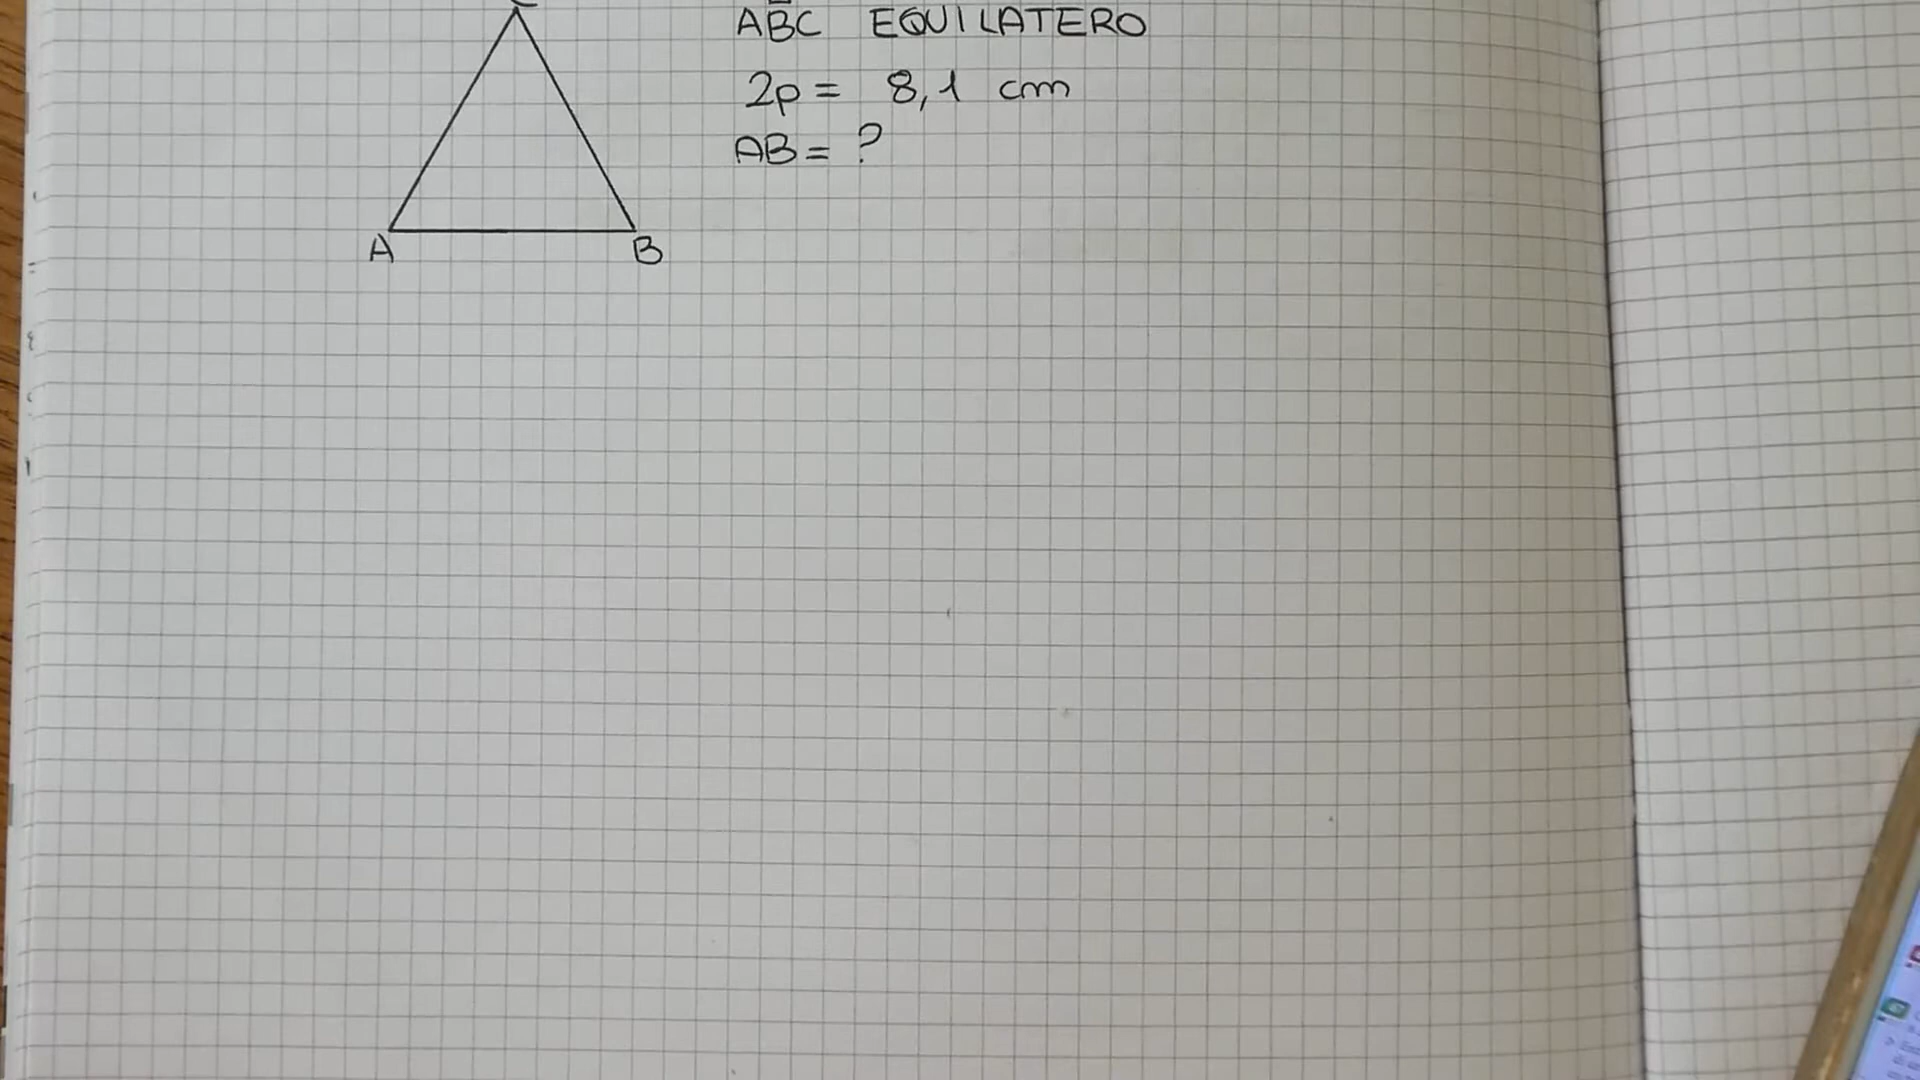 ABC EQUILATERO
2p = 8,1 cm
AB = ?
A B